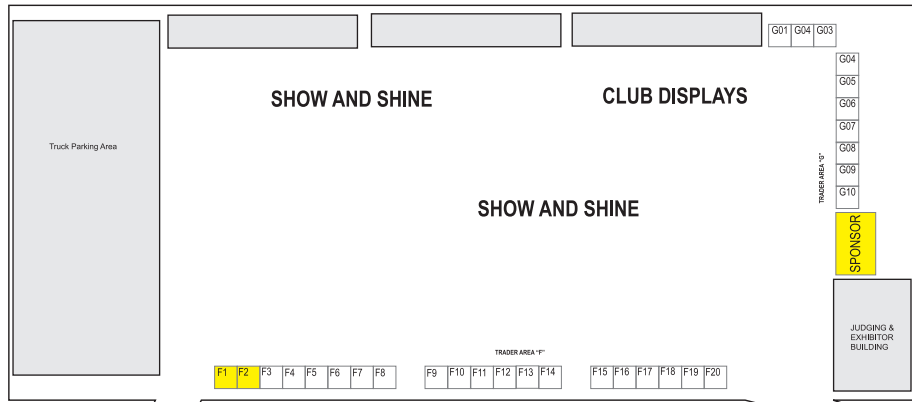 G01 G04 G03
G04
G05
G06
G07
G08
G09
G10
TRADER AREA "G"
SPONSOR
JUDGING &
EXHIBITOR
BUILDING
SHOW AND SHINE
CLUB DISPLAYS
Truck Parking Area
SHOW AND SHINE
TRADER AREA "F"
F1 F2 F3 F4 F5 F6 F7 F8 F9 F10 F11 F12 F13 F14 F15 F16 F17 F18 F19 F20